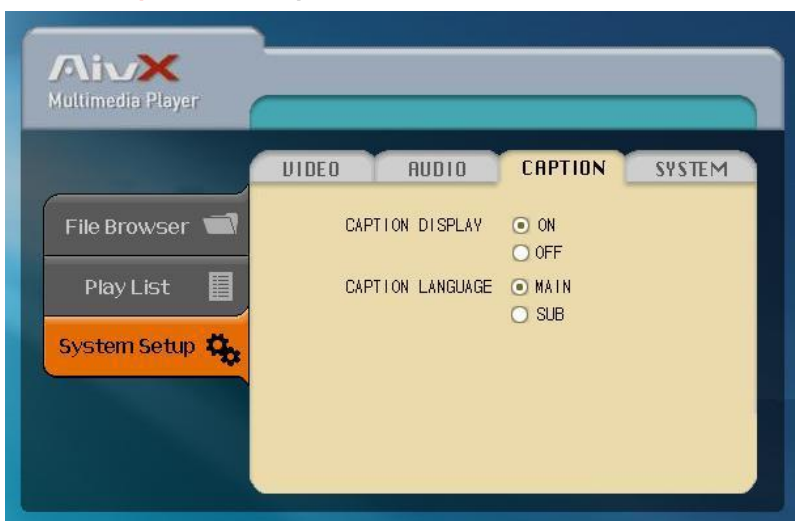 AivX
Multimedia Player
VIDEO AUDIO CAPTION SYSTEM
File Browser
Play List
System Setup
CAPTION DISPLAY ON
OFF
CAPTION LANGUAGE MAIN
SUB